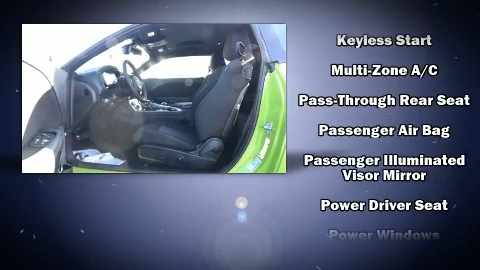 Keyless Start
Multi-Zone A/C
Pass-Through Rear Seat
Passenger Air Bag
Passenger Illuminated
Visor Mirror
Power Driver Seat
Power Windows